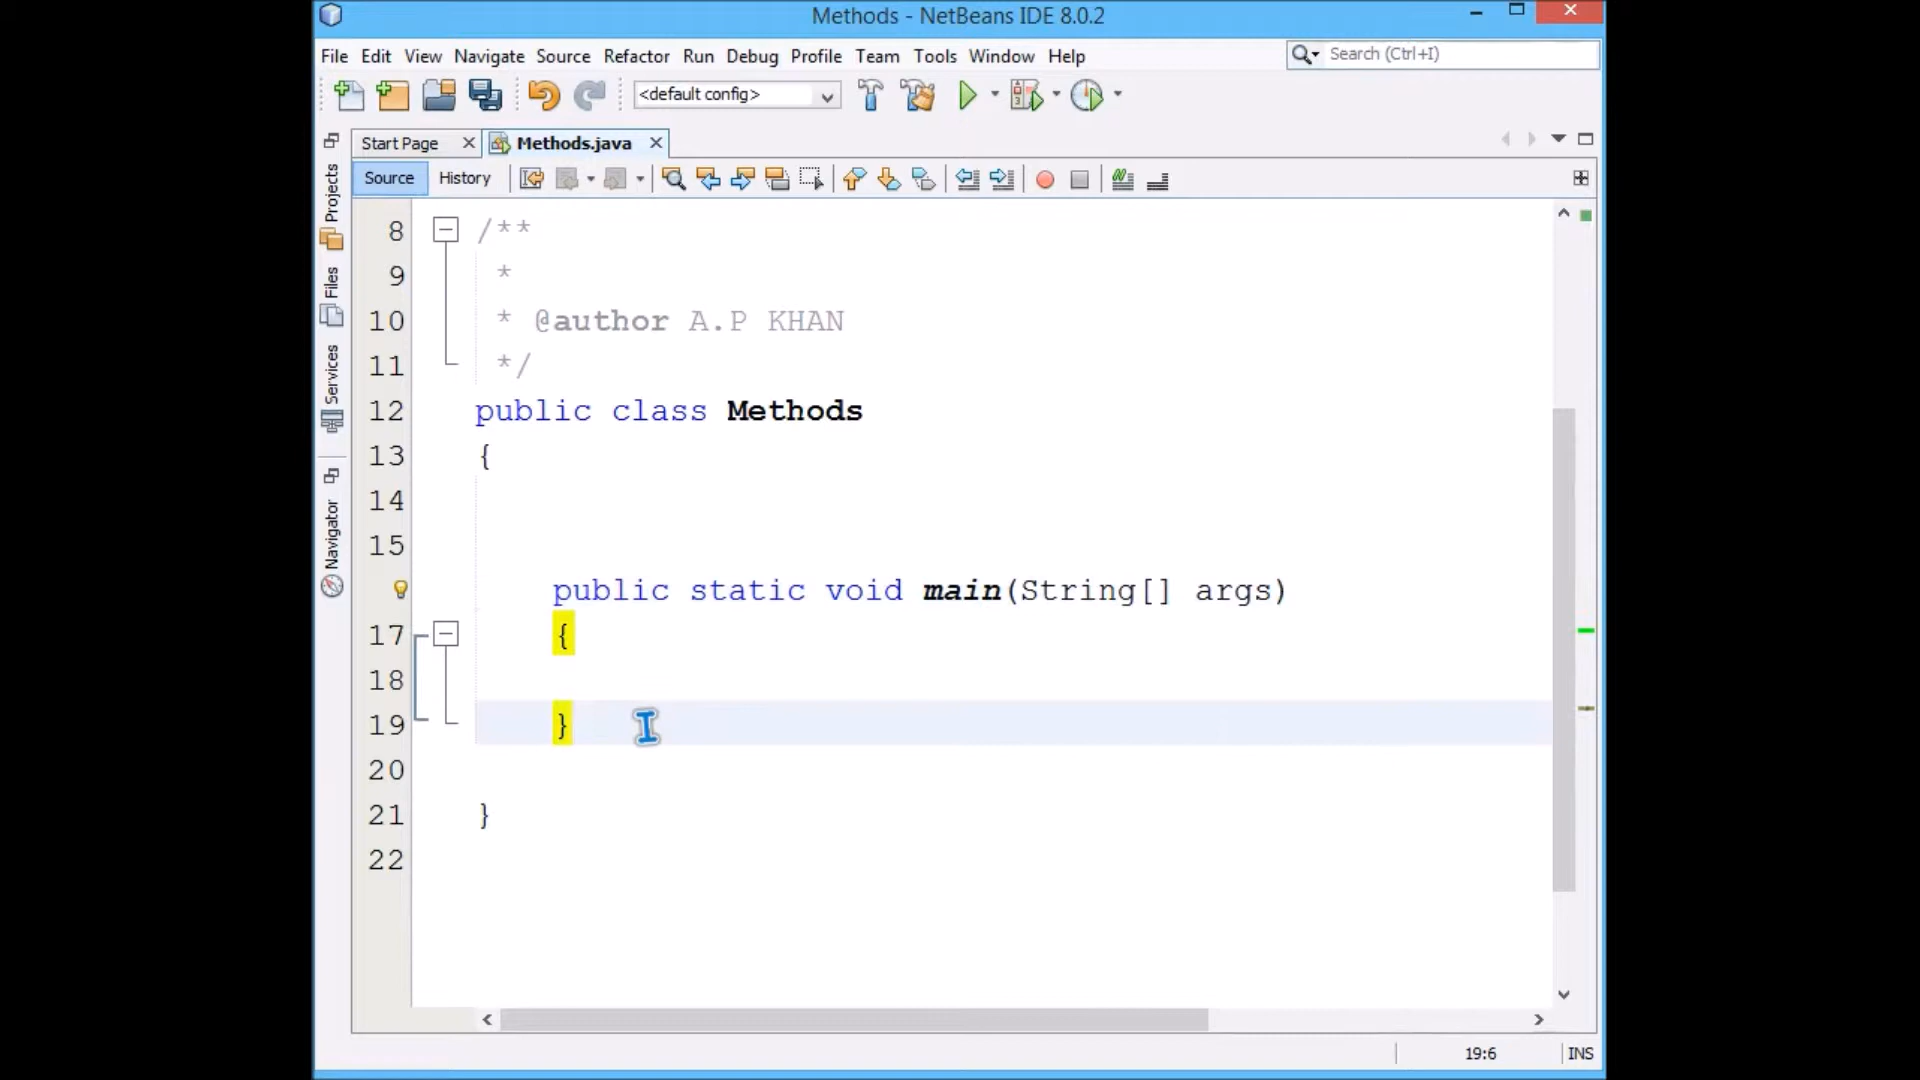 Methods - NetBeans IDE 8.0.2
File Edit View Navigate Source Refactor Run Debug Profile Team Tools Window Help
Search (Ctrl+I)
<default config>
Start Page Methods.java
Source History
Projects
Files
Services
Navigator
8 /**
9 *
10 * @author A.P KHAN
11 */
12 public class Methods
13 {
14
15
public static void main(String[] args)
17 {
18
19 }
20
21 }
22
19:6 INS